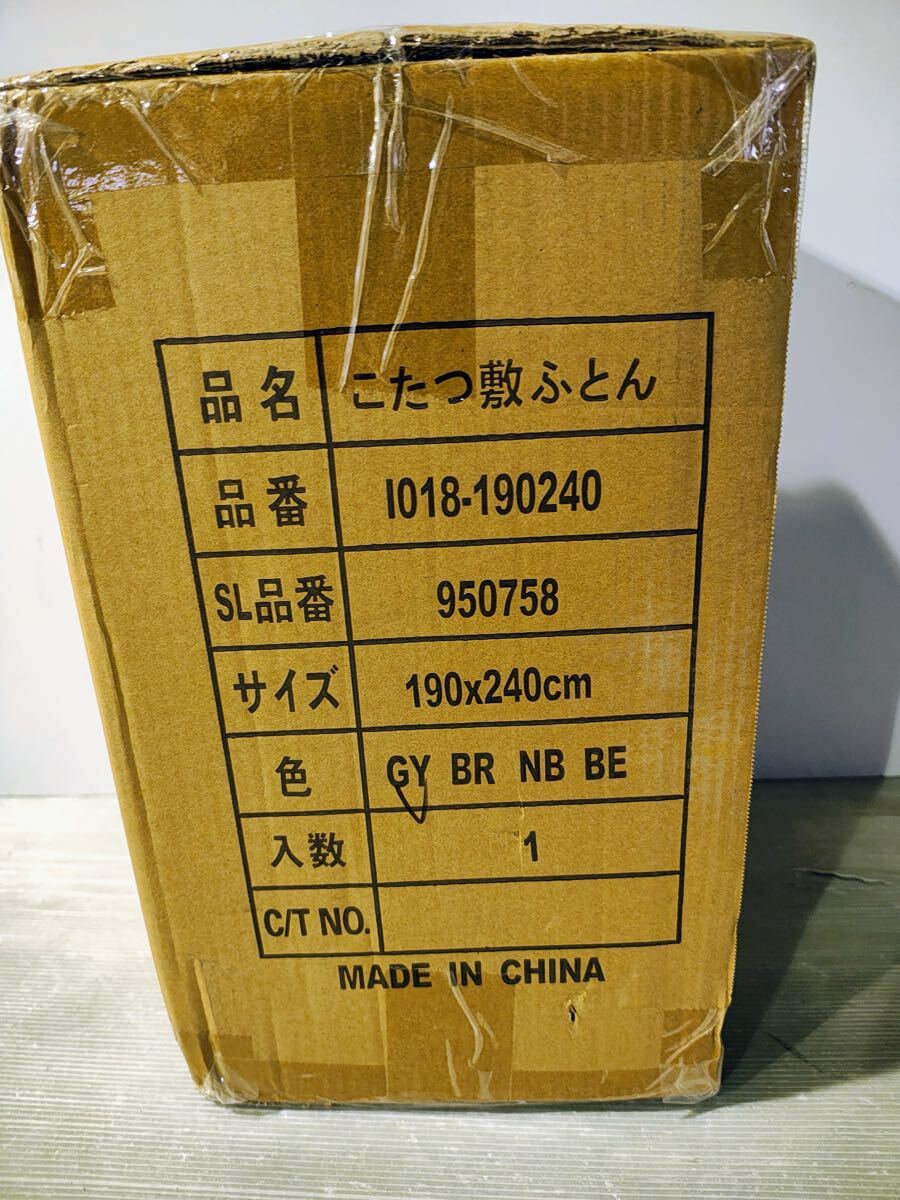 品名 こたつ敷ふとん
品番 I018-190240
SL品番 950758
サイズ 190x240cm
色 GY BR NB BE
入数 1
C/T NO.
MADE IN CHINA